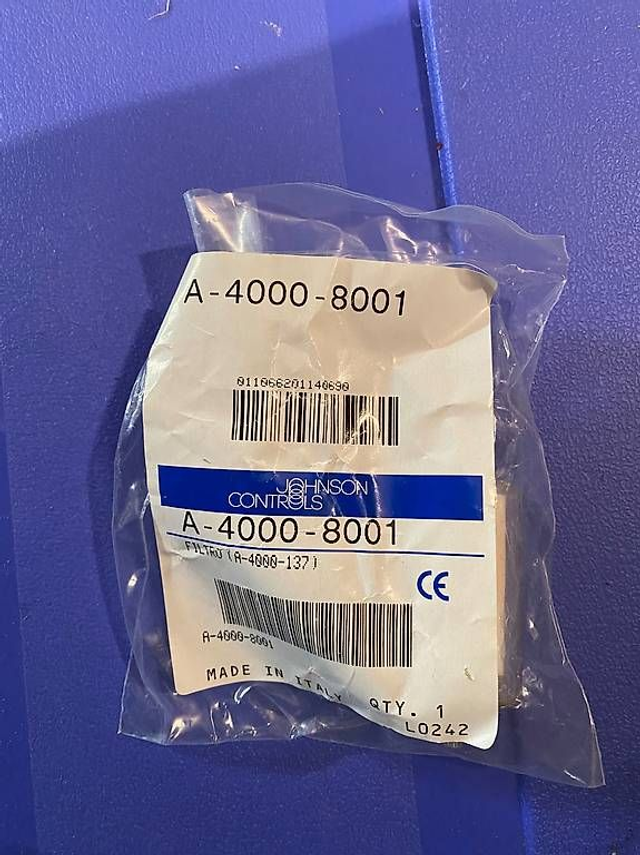 A-4000-8001
011066201140690
JOHNSON
CONTROLS
A-4000-8001
FILTRO (A-4000-137)
CE
A-4000-8001
MADE IN ITALY QTY. 1
L0242